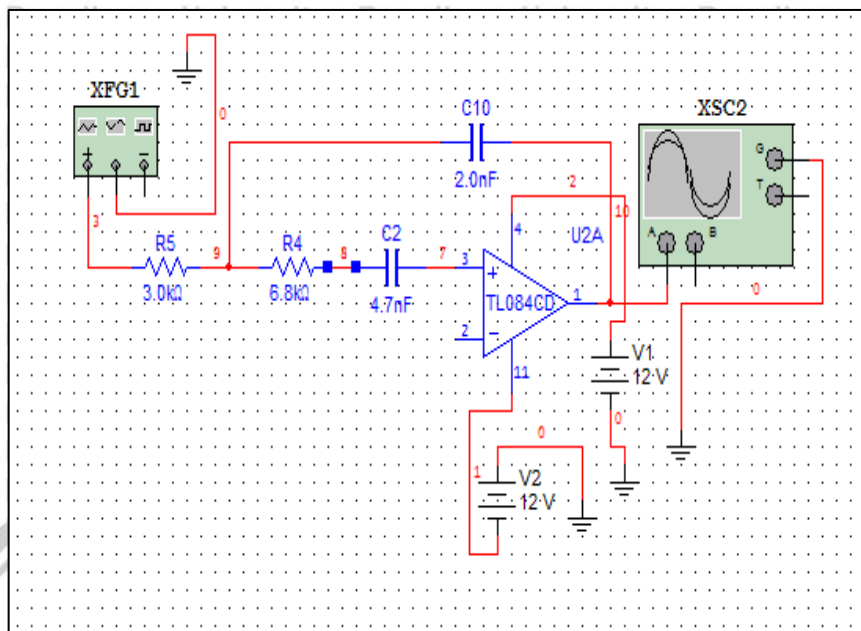 XFG1
0
C10
XSC2
2.0nF
2
10
G
T
3
R5
9
R4
8
C2
7
3
4
U2A
A
B
3.0kΩ
6.8kΩ
4.7nF
TL084CD
1
0
2
11
V1
12 V
0
0
1
V2
12 V